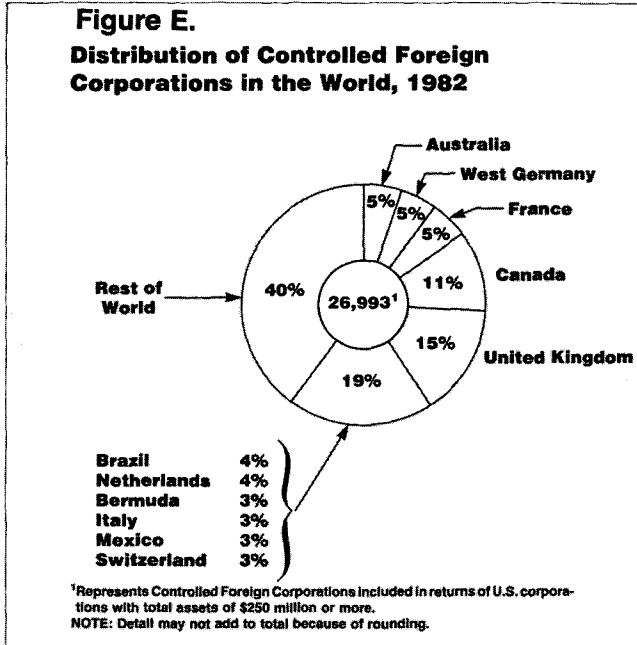 Figure E.
Distribution of Controlled Foreign
Corporations in the World, 1982
Australia
West Germany
France
Canada
United Kingdom
Rest of
World
5%
5%
5%
11%
15%
19%
40%
26,993¹
Brazil 4%
Netherlands 4%
Bermuda 3%
Italy 3%
Mexico 3%
Switzerland 3%
¹Represents Controlled Foreign Corporations included in returns of U.S. corpora-
tions with total assets of $250 million or more.
NOTE: Detail may not add to total because of rounding.